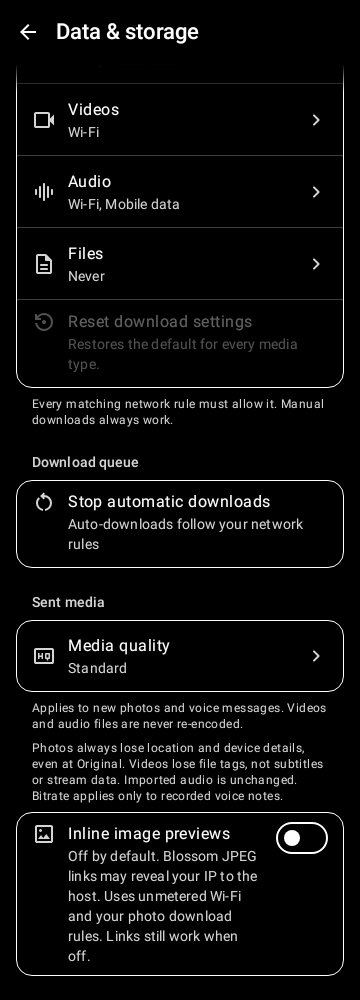 Data & storage
Videos
Wi-Fi
Audio
Wi-Fi, Mobile data
Files
Never
Reset download settings
Restores the default for every media
type.
Every matching network rule must allow it. Manual
downloads always work.
Download queue
Stop automatic downloads
Auto-downloads follow your network
rules
Sent media
HQ
Media quality
Standard
Applies to new photos and voice messages. Videos
and audio files are never re-encoded.
Photos always lose location and device details,
even at Original. Videos lose file tags, not subtitles
or stream data. Imported audio is unchanged.
Bitrate applies only to recorded voice notes.
Inline image previews
Off by default. Blossom JPEG
links may reveal your IP to the
host. Uses unmetered Wi-Fi
and your photo download
rules. Links still work when
off.